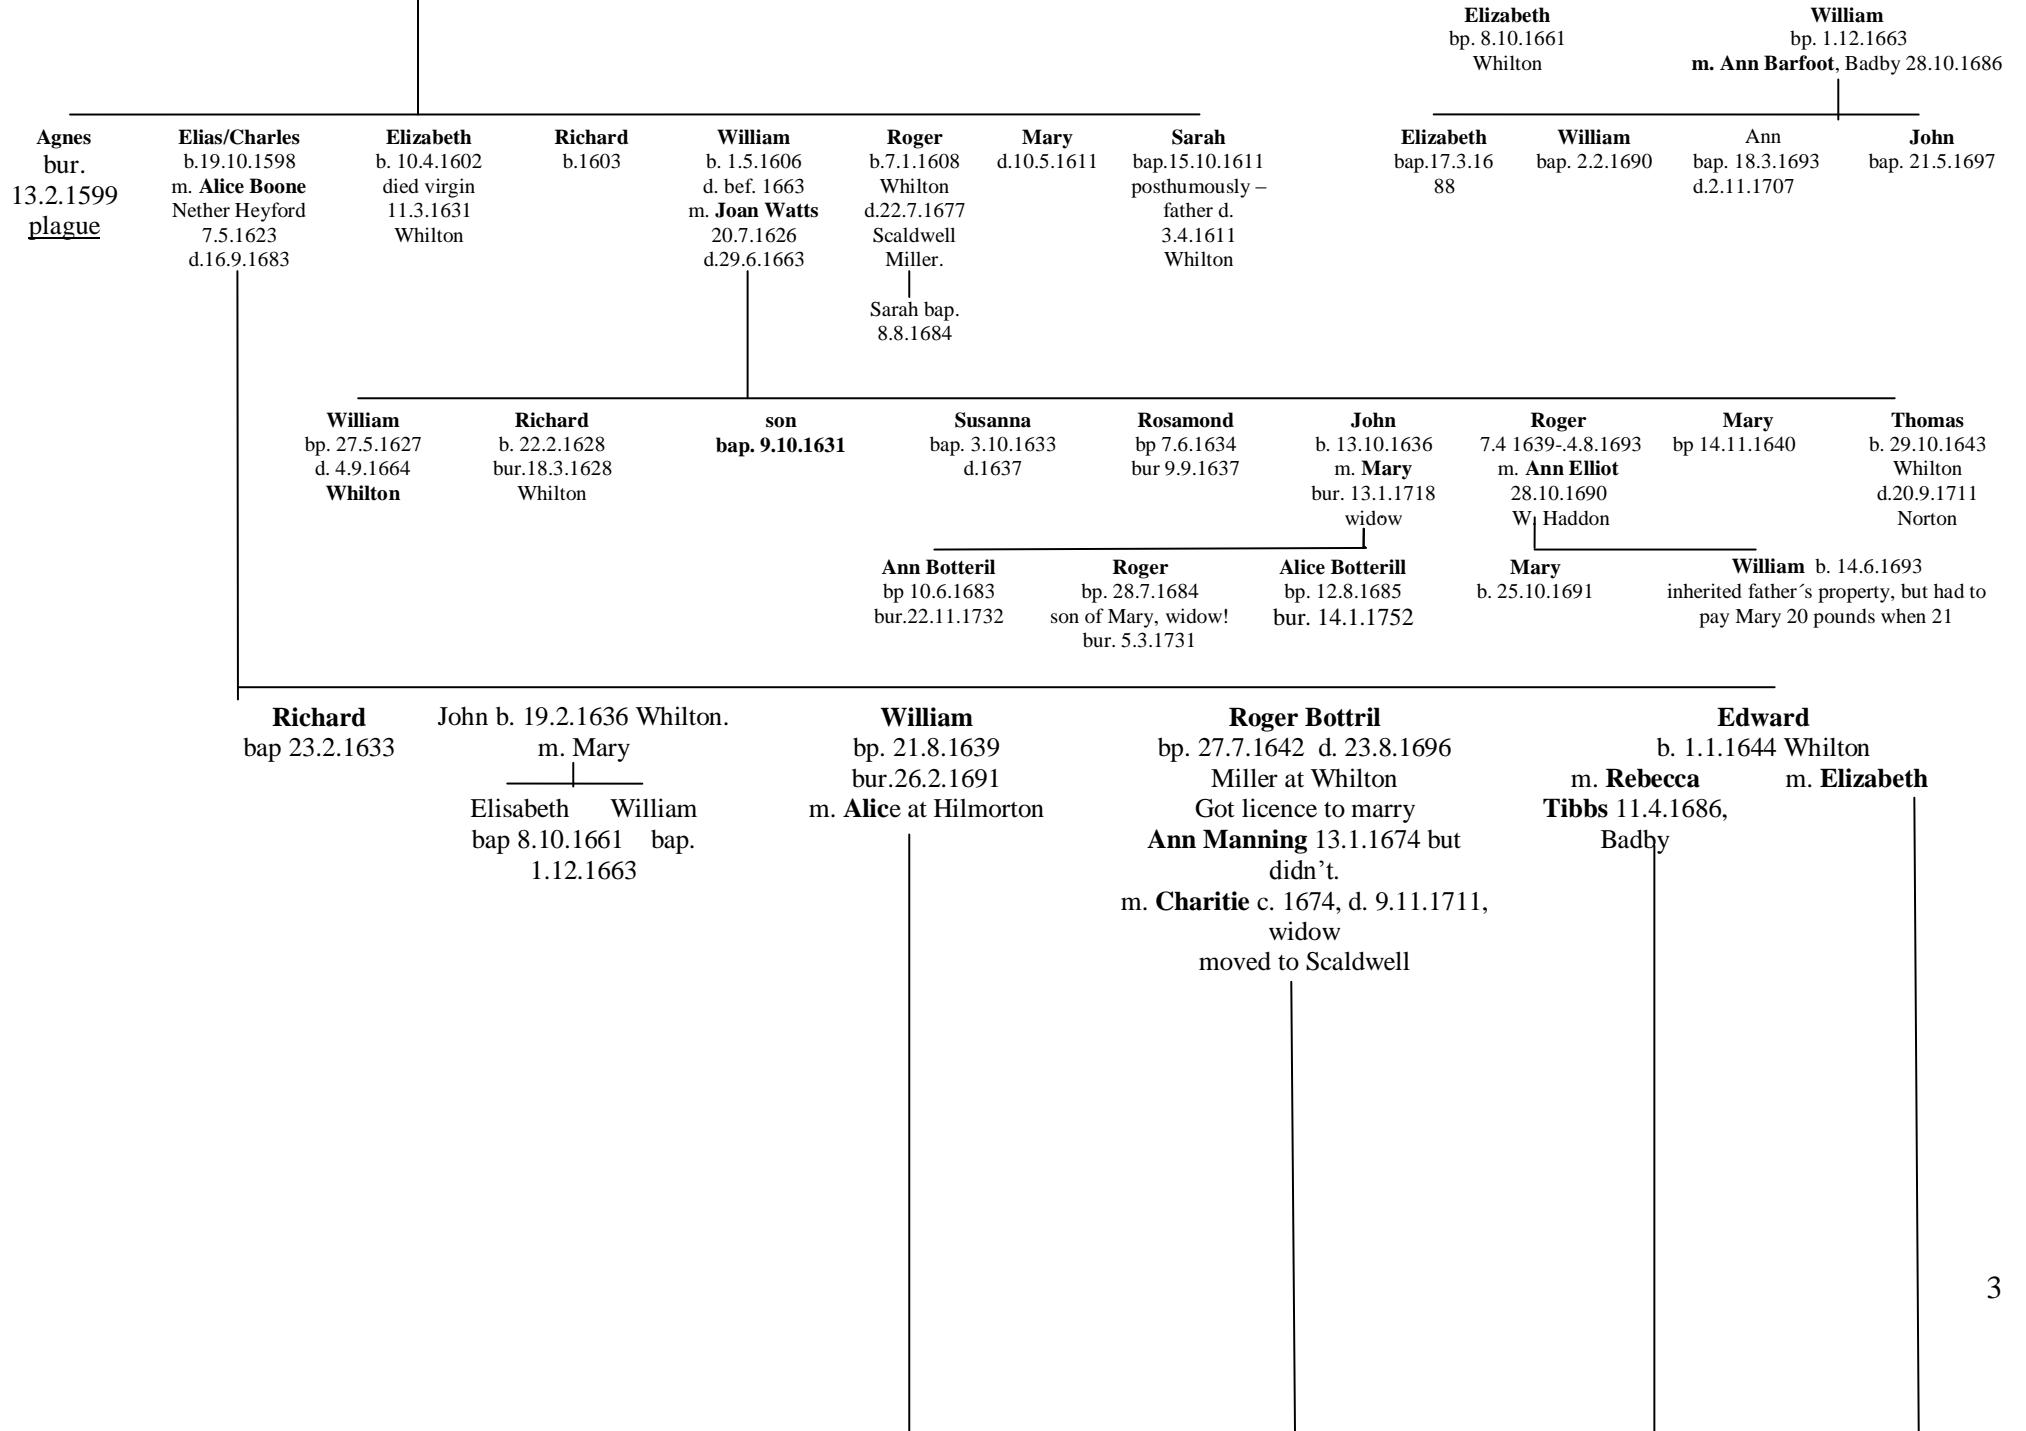 Elizabeth
bp. 8.10.1661
Whilton
William
bp. 1.12.1663
m. Ann Barfoot, Badby 28.10.1686
Agnes
bur.
13.2.1599
plague
Elias/Charles
b.19.10.1598
m. Alice Boone
Nether Heyford
7.5.1623
d.16.9.1683
Elizabeth
b. 10.4.1602
died virgin
11.3.1631
Whilton
Richard
b.1603
William
b. 1.5.1606
d. bef. 1663
m. Joan Watts
20.7.1626
d.29.6.1663
Roger
b.7.1.1608
Whilton
d.22.7.1677
Scaldwell
Miller.
Sarah bap.
8.8.1684
Mary
d.10.5.1611
Sarah
bap.15.10.1611
posthumously –
father d.
3.4.1611
Whilton
Elizabeth
bap.17.3.16
88
William
bap. 2.2.1690
Ann
bap. 18.3.1693
d.2.11.1707
John
bap. 21.5.1697
William
bp. 27.5.1627
d. 4.9.1664
Whilton
Richard
b. 22.2.1628
bur.18.3.1628
Whilton
son
bap. 9.10.1631
Susanna
bap. 3.10.1633
d.1637
Rosamond
bp 7.6.1634
bur 9.9.1637
John
b. 13.10.1636
m. Mary
bur. 13.1.1718
widow
Roger
7.4 1639-.4.8.1693
m. Ann Elliot
28.10.1690
W. Haddon
Mary
bp 14.11.1640
Thomas
b. 29.10.1643
Whilton
d.20.9.1711
Norton
Ann Botteril
bp 10.6.1683
bur.22.11.1732
Roger
bp. 28.7.1684
son of Mary, widow!
bur. 5.3.1731
Alice Botterill
bp. 12.8.1685
bur. 14.1.1752
Mary
b. 25.10.1691
William b. 14.6.1693
inherited father´s property, but had to
pay Mary 20 pounds when 21
Richard
bap 23.2.1633
John b. 19.2.1636 Whilton.
m. Mary
Elisabeth William
bap 8.10.1661 bap.
1.12.1663
William
bp. 21.8.1639
bur.26.2.1691
m. Alice at Hilmorton
Roger Bottril
bp. 27.7.1642 d. 23.8.1696
Miller at Whilton
Got licence to marry
Ann Manning 13.1.1674 but
didn't.
m. Charitie c. 1674, d. 9.11.1711,
widow
moved to Scaldwell
Edward
b. 1.1.1644 Whilton
m. Rebecca m. Elizabeth
Tibbs 11.4.1686,
Badby
3